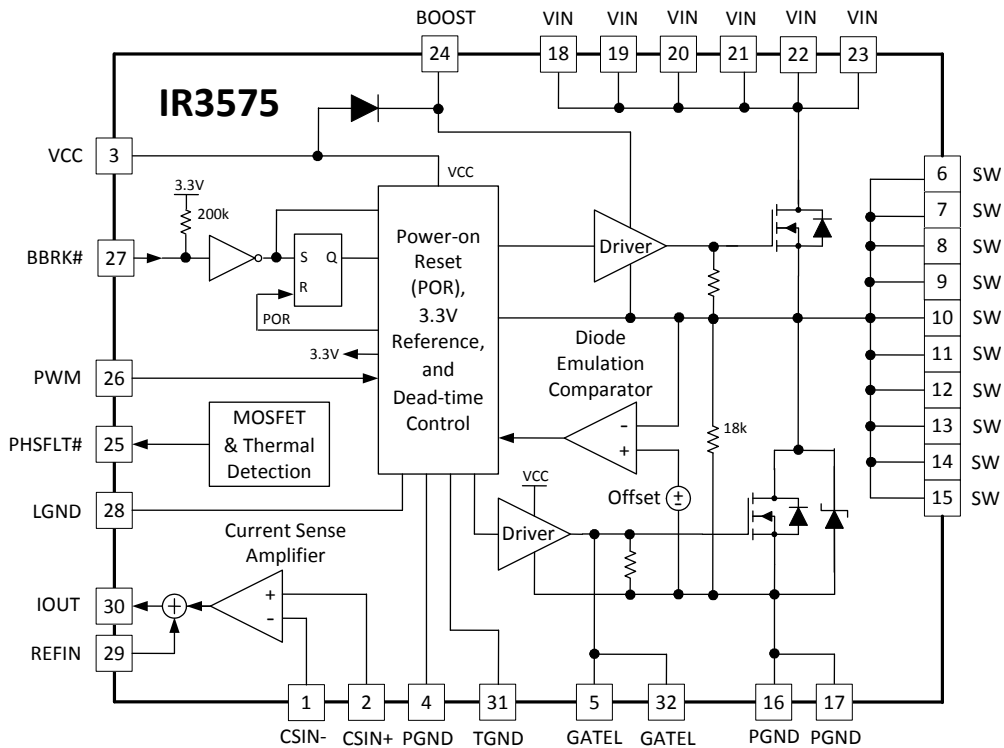 BOOST
VIN
VIN
VIN
VIN
VIN
VIN
24
18
19
20
21
22
23
IR3575
VCC
3
VCC
6
SW
7
SW
8
SW
9
SW
10
SW
11
SW
12
SW
13
SW
14
SW
15
SW
3.3V
200k
BBRK#
27
S
Q
R
POR
Power-on
Reset
(POR),
3.3V
Reference,
and
Dead-time
Control
Driver
3.3V
PWM
26
Diode
Emulation
Comparator
-
+
18k
PHSFLT#
25
MOSFET
& Thermal
Detection
Offset
±
LGND
28
VCC
Driver
Current Sense
Amplifier
+
-
IOUT
30
+
REFIN
29
1
2
4
31
5
32
16
17
CSIN-
CSIN+
PGND
TGND
GATEL
GATEL
PGND
PGND